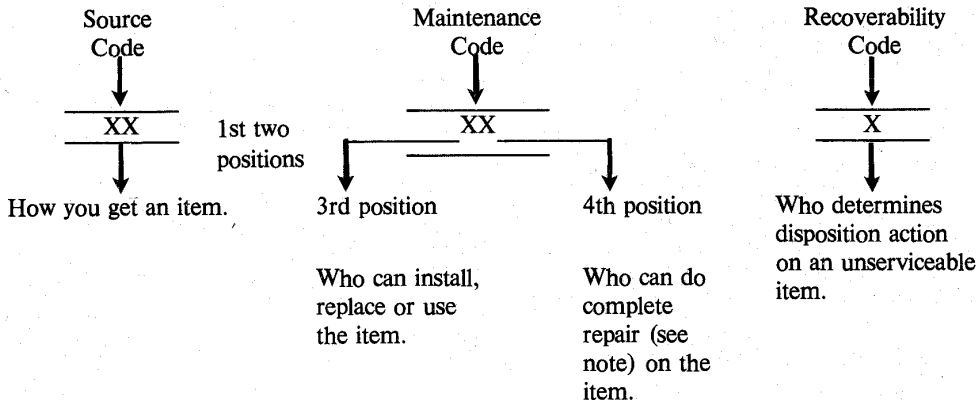 Source
Code
Maintenance
Code
Recoverability
Code
XX
1st two
positions
XX
X
How you get an item.
3rd position
4th position
Who determines
disposition action
on an unserviceable
item.
Who can install,
replace or use
the item.
Who can do
complete
repair (see
note) on the
item.